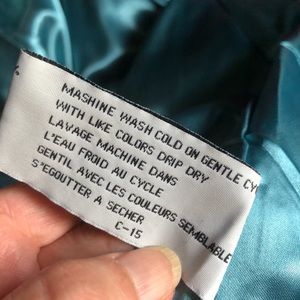 MASHINE WASH COLD ON GENTLE CY
WITH LIKE COLORS DRIP DRY
LAVAGE MACHINE DANS
L'EAU FROID AU CYCLE
GENTIL AVEC LES COULEURS SEMBLABLE
S'EGOUTTER A SECHER
C-15